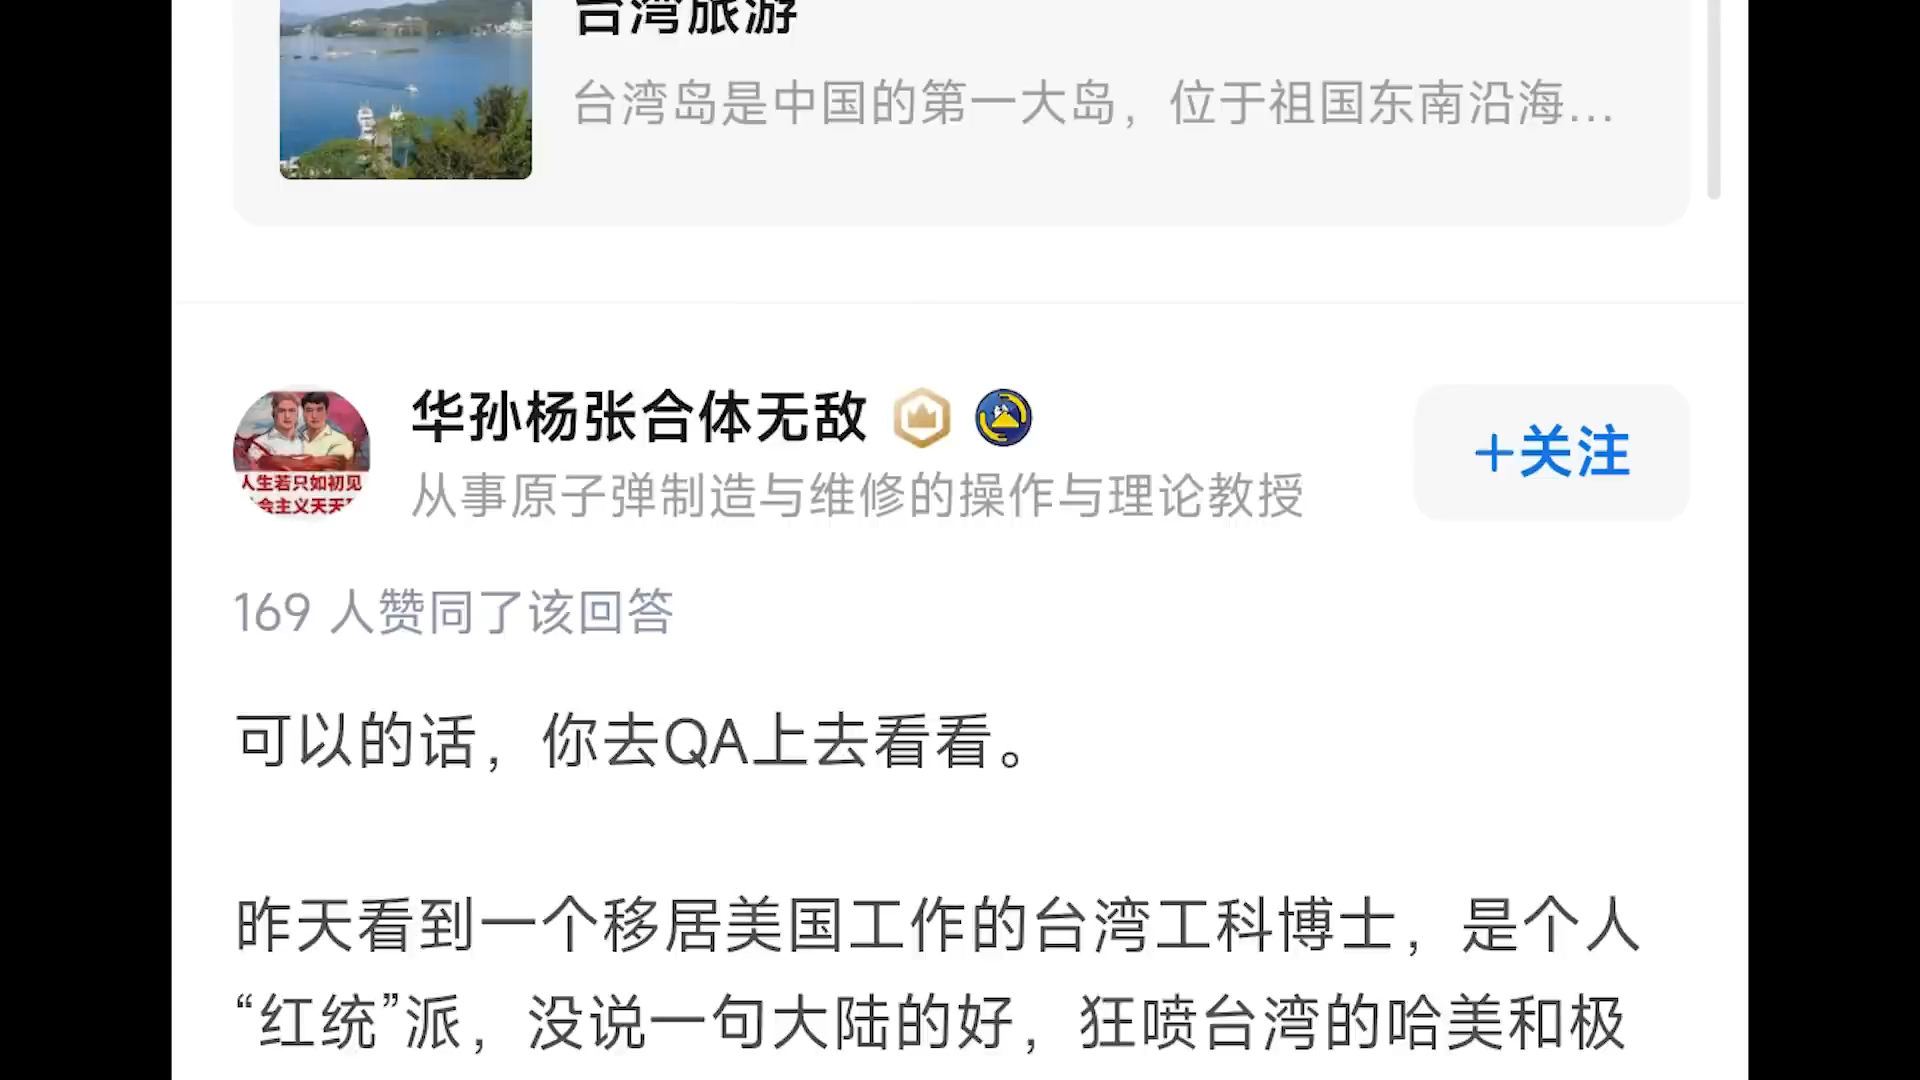 台湾旅游
台湾岛是中国的第一大岛，位于祖国东南沿海...
华孙杨张合体无敌
从事原子弹制造与维修的操作与理论教授
+关注
人生若只如初见
会主义天天
169 人赞同了该回答
可以的话，你去QA上去看看。
昨天看到一个移居美国工作的台湾工科博士，是个人
“红统”派，没说一句大陆的好，狂喷台湾的哈美和极